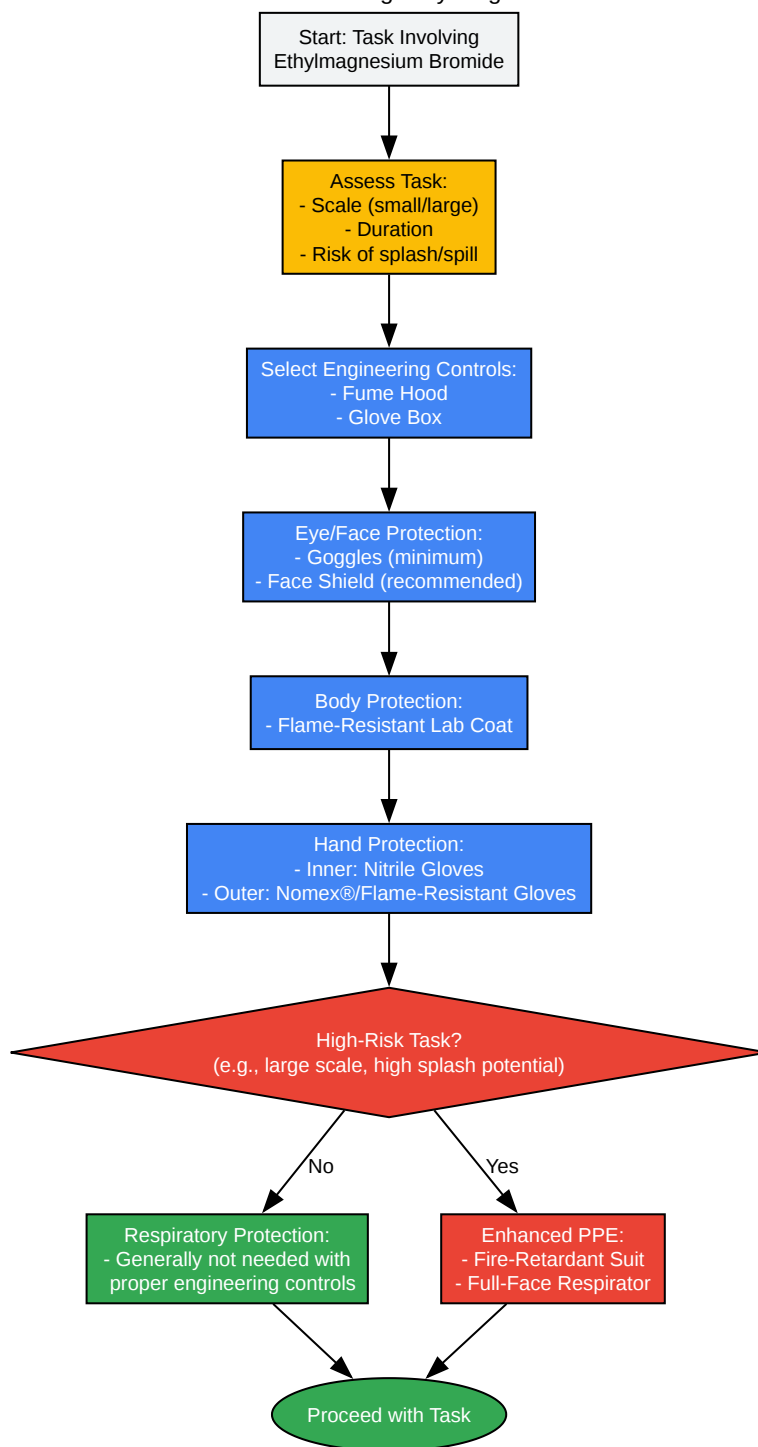 Start: Task Involving
Ethylmagnesium Bromide
Assess Task:
- Scale (small/large)
- Duration
- Risk of splash/spill
Select Engineering Controls:
- Fume Hood
- Glove Box
Eye/Face Protection:
- Goggles (minimum)
- Face Shield (recommended)
Body Protection:
- Flame-Resistant Lab Coat
Hand Protection:
- Inner: Nitrile Gloves
- Outer: Nomex®/Flame-Resistant Gloves
High-Risk Task?
(e.g., large scale, high splash potential)
No
Yes
Respiratory Protection:
- Generally not needed with
proper engineering controls
Enhanced PPE:
- Fire-Retardant Suit
- Full-Face Respirator
Proceed with Task